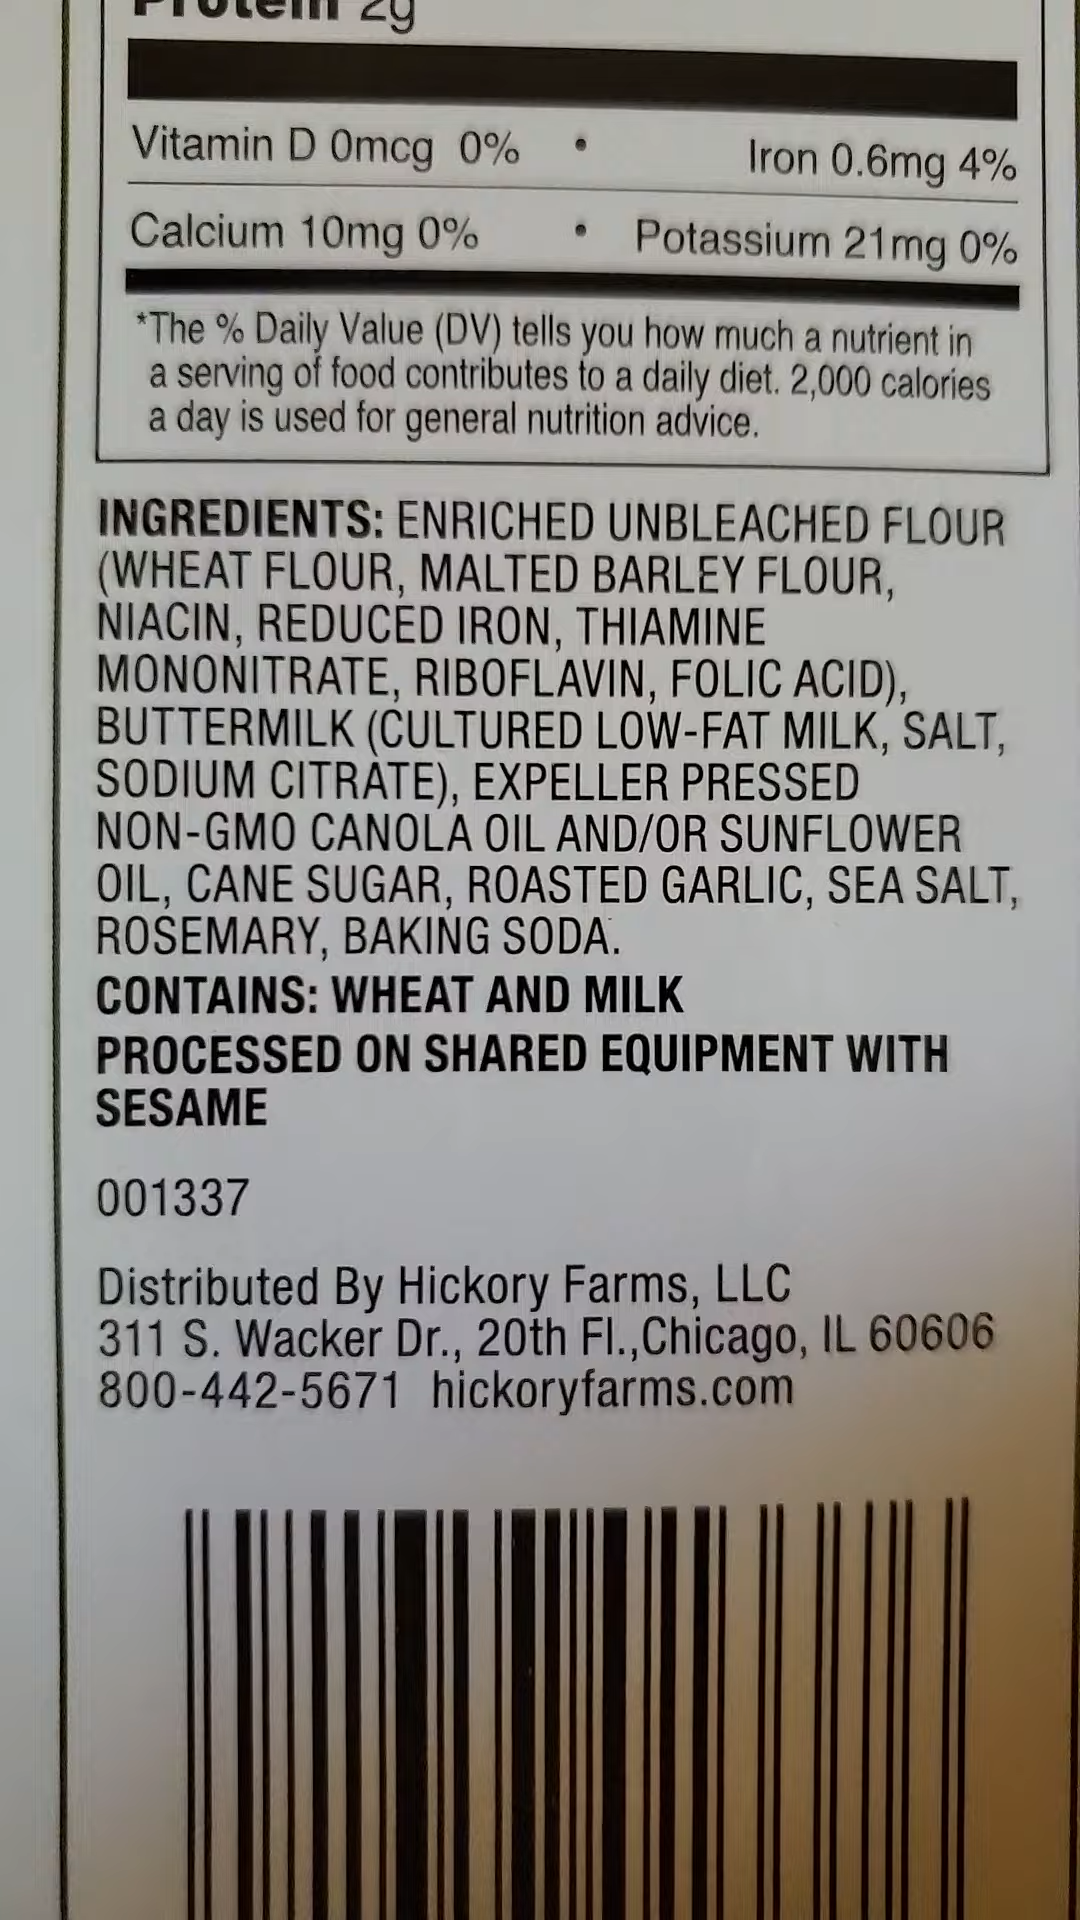 Protein 2g
Vitamin D 0mcg 0% • Iron 0.6mg 4%
Calcium 10mg 0% • Potassium 21mg 0%
*The % Daily Value (DV) tells you how much a nutrient in
a serving of food contributes to a daily diet. 2,000 calories
a day is used for general nutrition advice.
INGREDIENTS: ENRICHED UNBLEACHED FLOUR
(WHEAT FLOUR, MALTED BARLEY FLOUR,
NIACIN, REDUCED IRON, THIAMINE
MONONITRATE, RIBOFLAVIN, FOLIC ACID),
BUTTERMILK (CULTURED LOW-FAT MILK, SALT,
SODIUM CITRATE), EXPELLER PRESSED
NON-GMO CANOLA OIL AND/OR SUNFLOWER
OIL, CANE SUGAR, ROASTED GARLIC, SEA SALT,
ROSEMARY, BAKING SODA.
CONTAINS: WHEAT AND MILK
PROCESSED ON SHARED EQUIPMENT WITH
SESAME
001337
Distributed By Hickory Farms, LLC
311 S. Wacker Dr., 20th Fl.,Chicago, IL 60606
800-442-5671 hickoryfarms.com